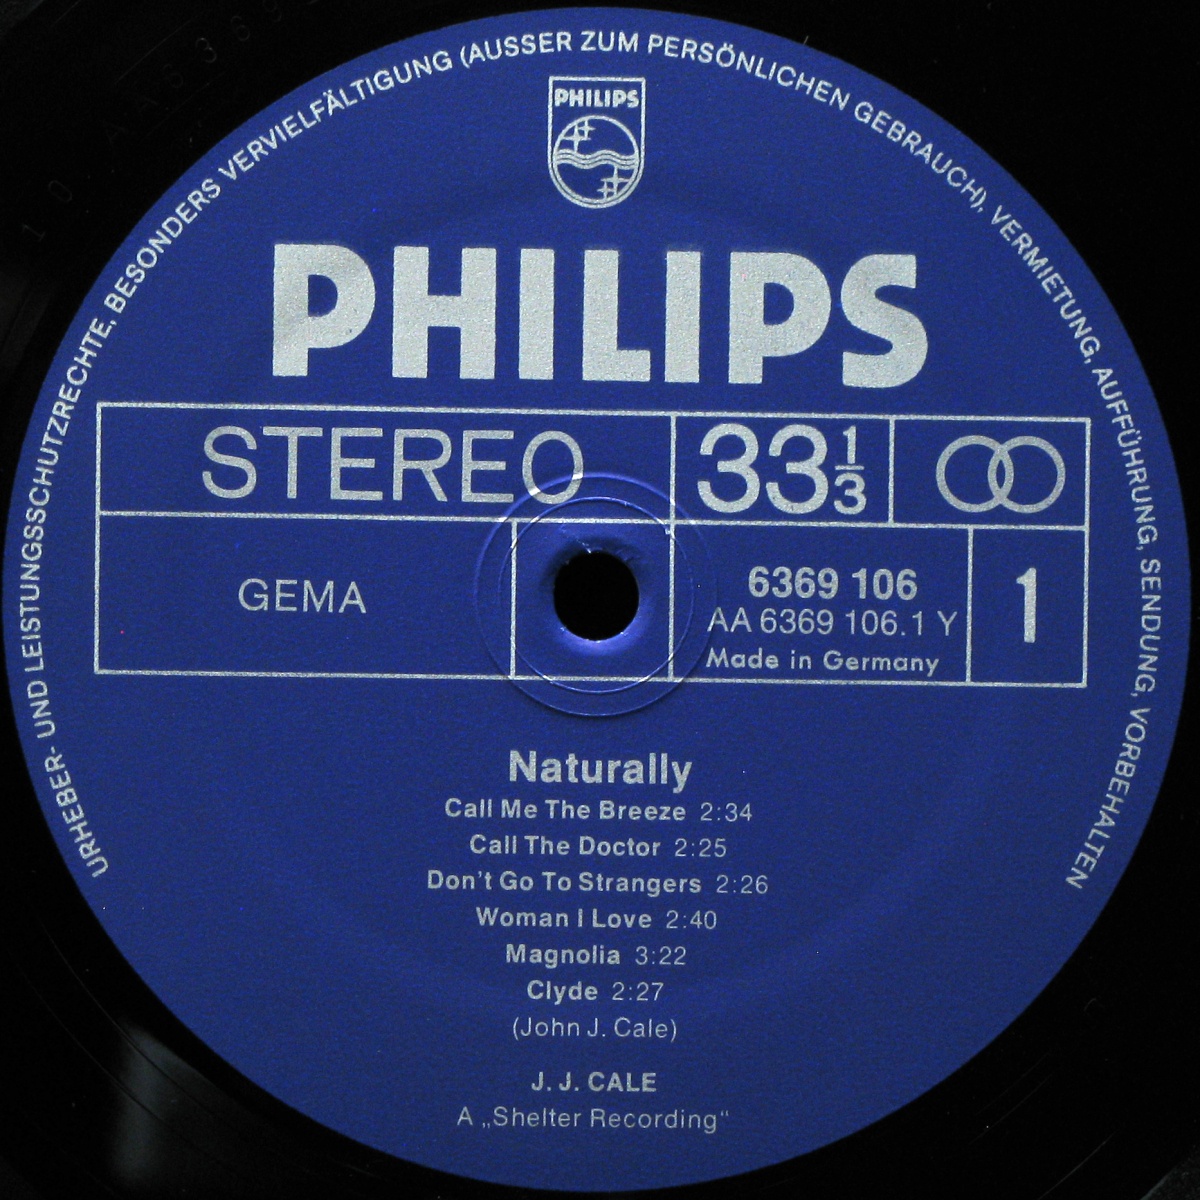 URHEBER- UND LEISTUNGSSCHUTZRECHTE, BESONDERS VERVIELFÄLTIGUNG (AUSSER ZUM PERSÖNLICHEN GEBRAUCH), VERMIETUNG, AUFFÜHRUNG, SENDUNG, VORBEHALTEN
PHILIPS
PHILIPS
STEREO 33 1/3
GEMA
6369 106
AA 6369 106.1 Y
Made in Germany
1
Naturally
Call Me The Breeze 2:34
Call The Doctor 2:25
Don't Go To Strangers 2:26
Woman I Love 2:40
Magnolia 3:22
Clyde 2:27
(John J. Cale)
J. J. CALE
A „Shelter Recording“